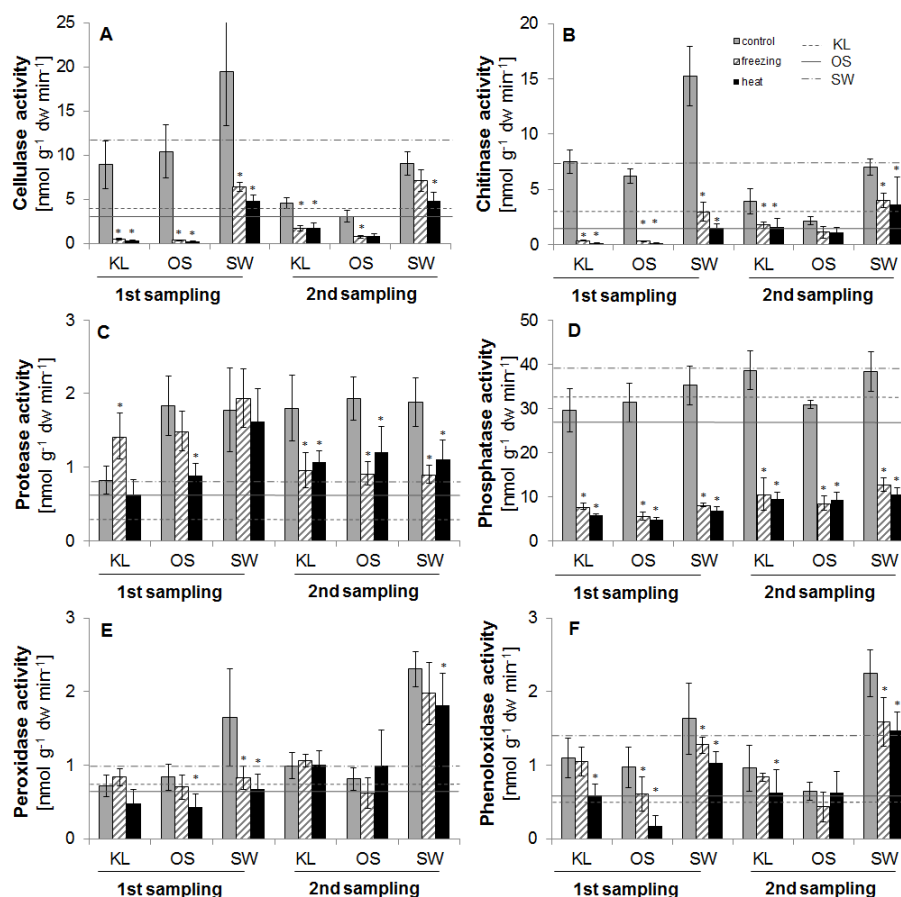 A
Cellulase activity
[nmol g⁻¹ dw min⁻¹]
25
20
15
10
5
0
* * * * * * * * * *
KL OS SW KL OS SW
1st sampling 2nd sampling
B
Chitinase activity
[nmol g⁻¹ dw min⁻¹]
20
15
10
5
0
control
freezing
heat
KL
OS
SW
* * * * * * * * * *
KL OS SW KL OS SW
1st sampling 2nd sampling
C
Protease activity
[nmol g⁻¹ dw min⁻¹]
3
2
1
0
* * * * * * * *
KL OS SW KL OS SW
1st sampling 2nd sampling
D
Phosphatase activity
[nmol g⁻¹ dw min⁻¹]
50
40
30
20
10
0
* * * * * * * * * * * *
KL OS SW KL OS SW
1st sampling 2nd sampling
E
Peroxidase activity
[nmol g⁻¹ dw min⁻¹]
3
2
1
0
* * * *
KL OS SW KL OS SW
1st sampling 2nd sampling
F
Phenoloxidase activity
[nmol g⁻¹ dw min⁻¹]
3
2
1
0
* * * * * * * *
KL OS SW KL OS SW
1st sampling 2nd sampling